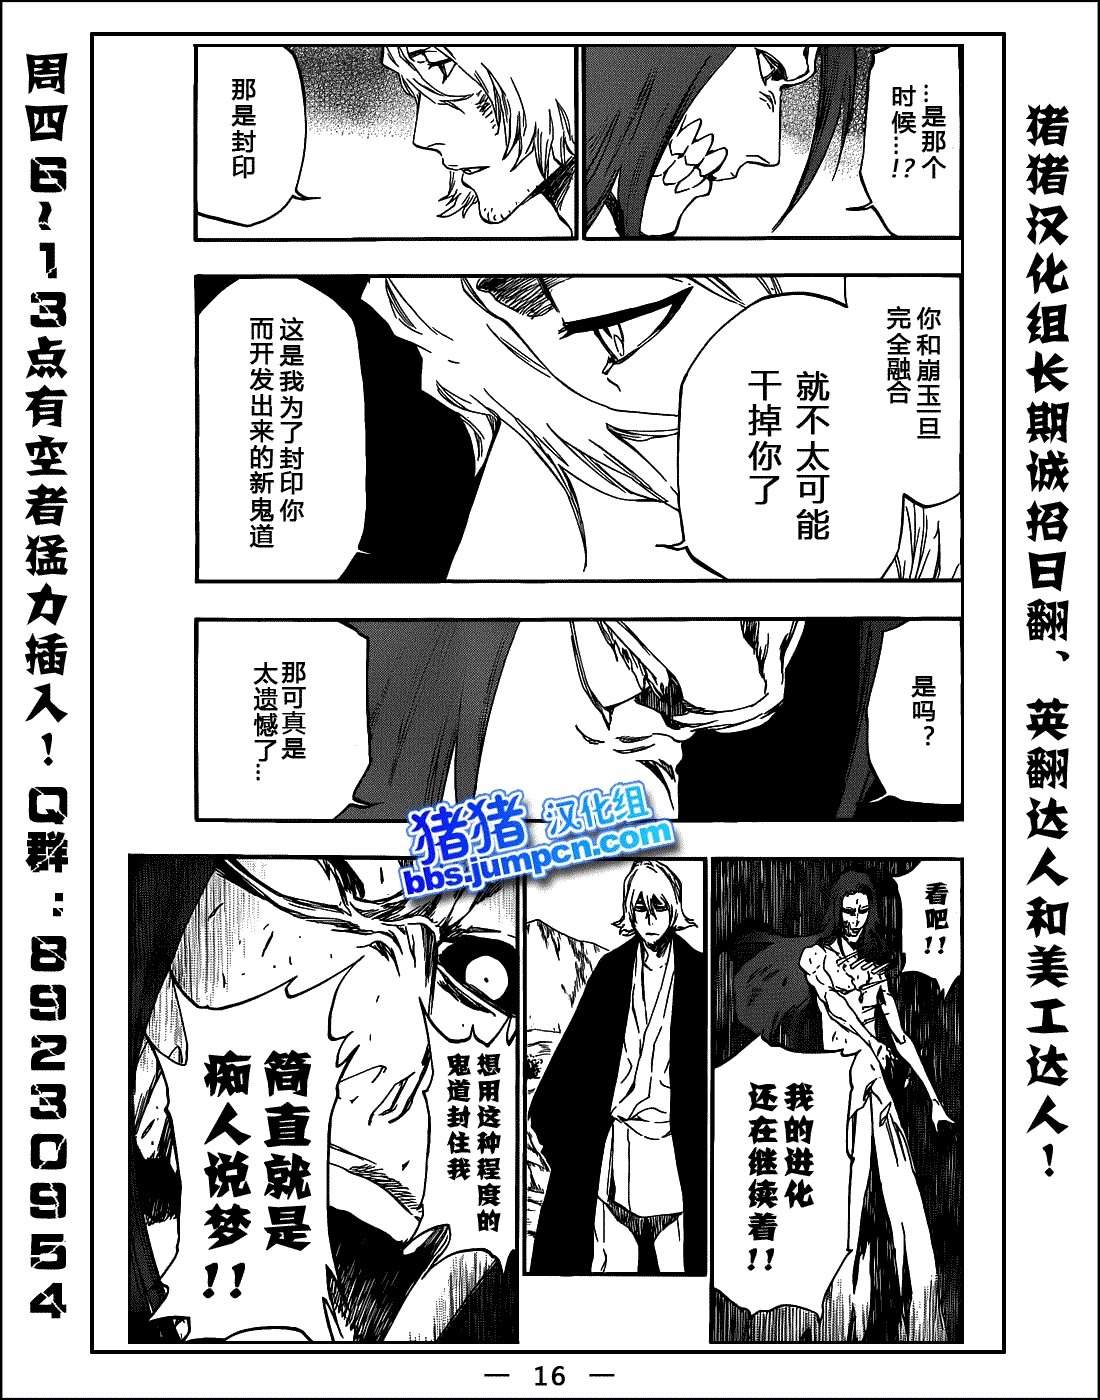 …是那个
时候…!?
那是封印
你和崩玉一旦
完全融合
就不太可能
干掉你了
这是我为了封印你
而开发出来的新鬼道
是吗？
那可真是
太遗憾了…
看吧!!
我的进化
还在继续着!!
想用这种程度的
鬼道封住我
简直就是
痴人说梦!!
猪猪汉化组
bbs.jumpcn.com
猪猪汉化组长期诚招日翻、英翻达人和美工达人！
周四6~13点有空者猛力插入！Q群：89230954
— 16 —